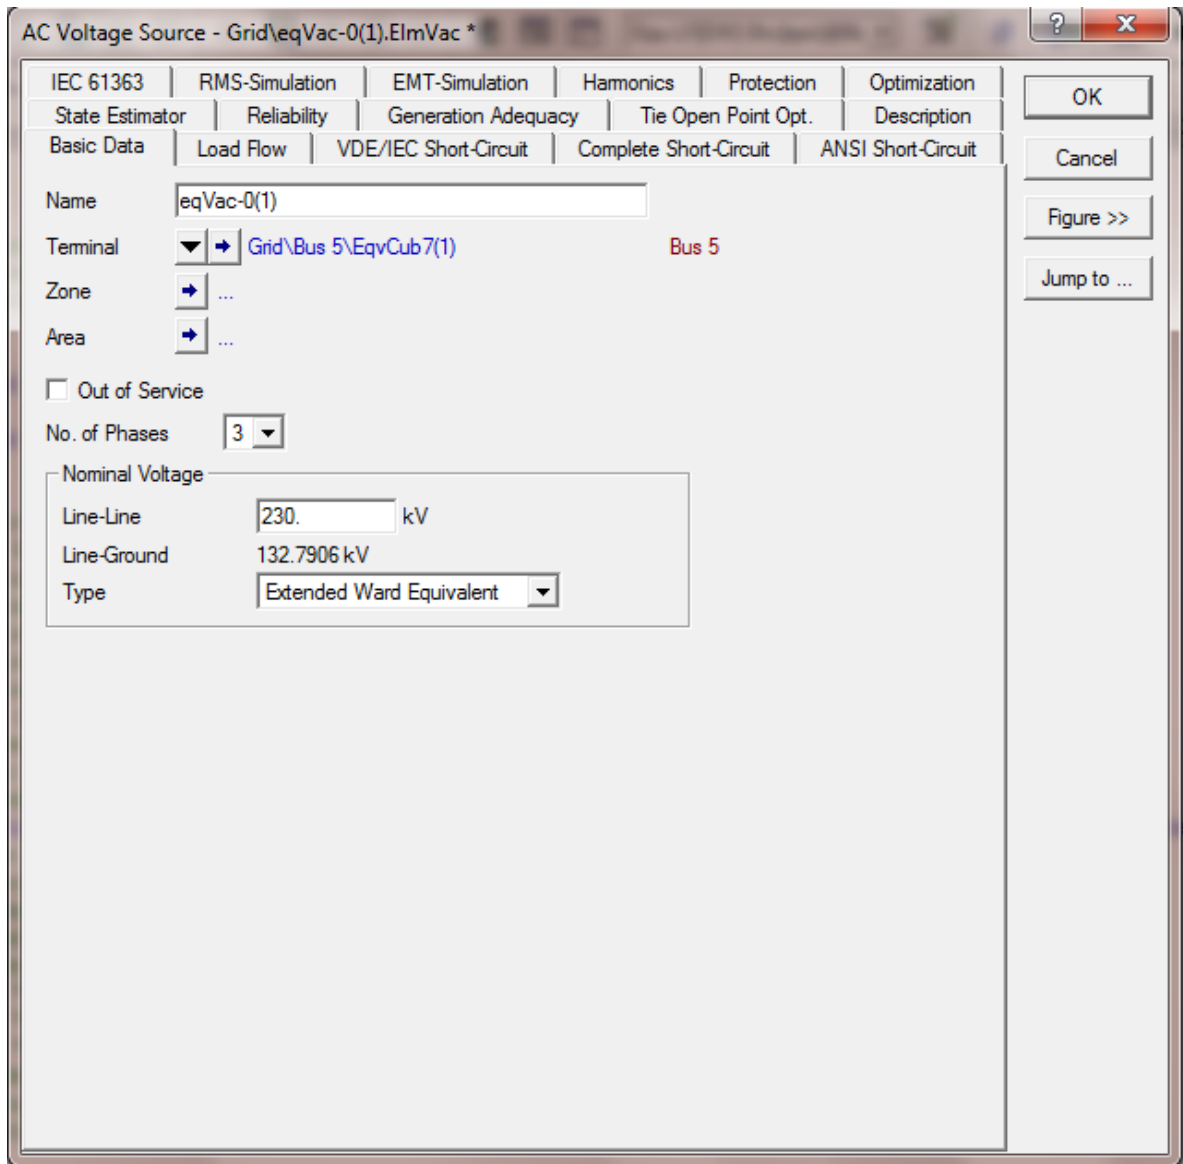 AC Voltage Source - Grid\eqVac-0(1).ElmVac *
?
X
IEC 61363 RMS-Simulation EMT-Simulation Harmonics Protection Optimization
State Estimator Reliability Generation Adequacy Tie Open Point Opt. Description
Basic Data Load Flow VDE/IEC Short-Circuit Complete Short-Circuit ANSI Short-Circuit
OK
Cancel
Figure >>
Jump to ...
Name eqVac-0(1)
Terminal Grid\Bus 5\EqvCub7(1) Bus 5
Zone ...
Area ...
Out of Service
No. of Phases 3
Nominal Voltage
Line-Line 230. kV
Line-Ground 132.7906 kV
Type Extended Ward Equivalent